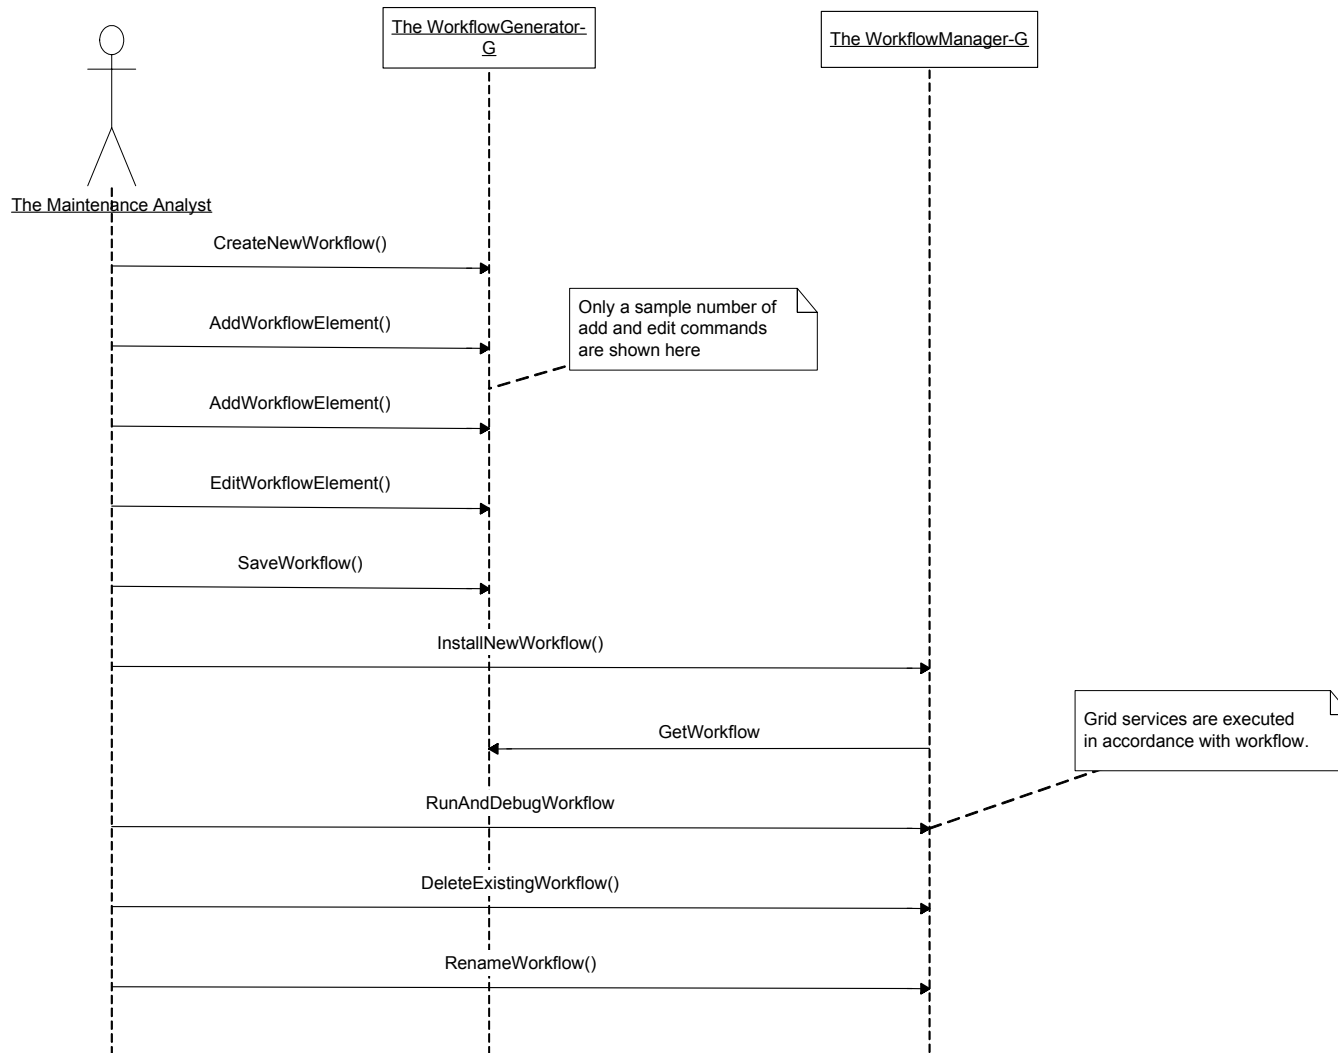 The WorkflowGenerator-
G
The WorkflowManager-G
The Maintenance Analyst
CreateNewWorkflow()
Only a sample number of
add and edit commands
are shown here
AddWorkflowElement()
AddWorkflowElement()
EditWorkflowElement()
SaveWorkflow()
InstallNewWorkflow()
Grid services are executed
in accordance with workflow.
GetWorkflow
RunAndDebugWorkflow
DeleteExistingWorkflow()
RenameWorkflow()